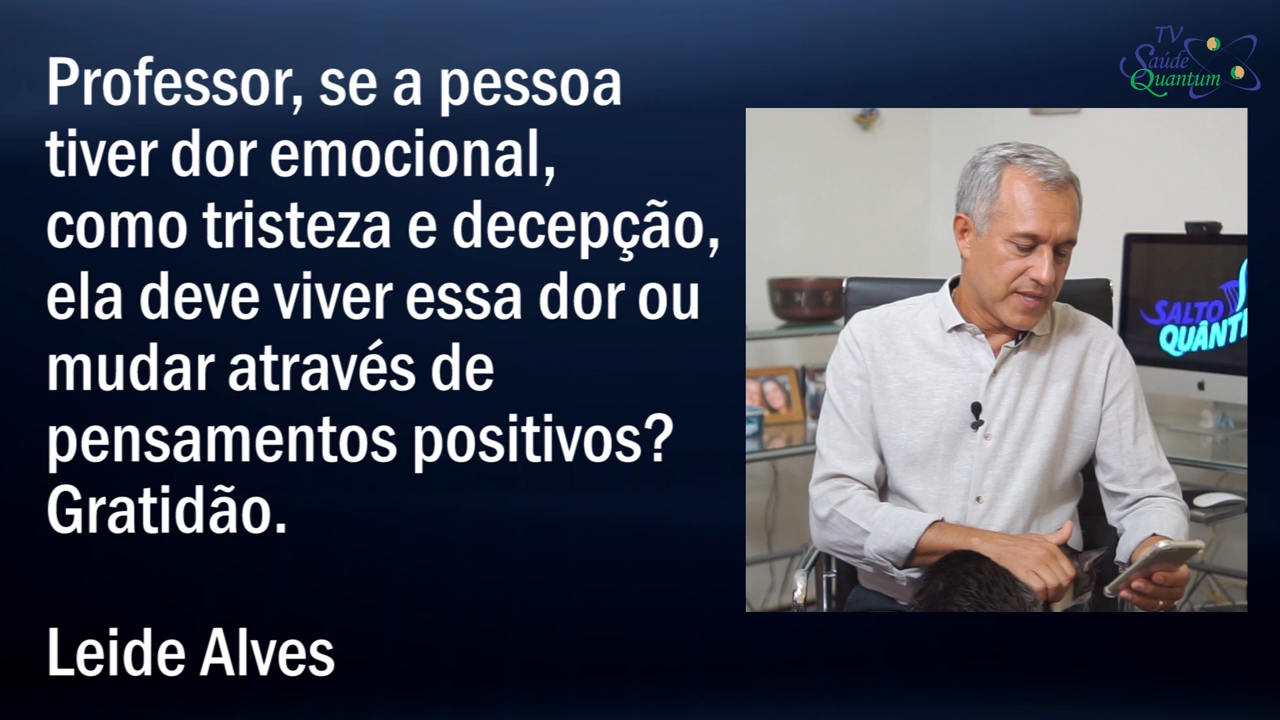 Professor, se a pessoa
tiver dor emocional,
como tristeza e decepção,
ela deve viver essa dor ou
mudar através de
pensamentos positivos?
Gratidão.
Leide Alves
TV
Saúde
Quantum
SALTO